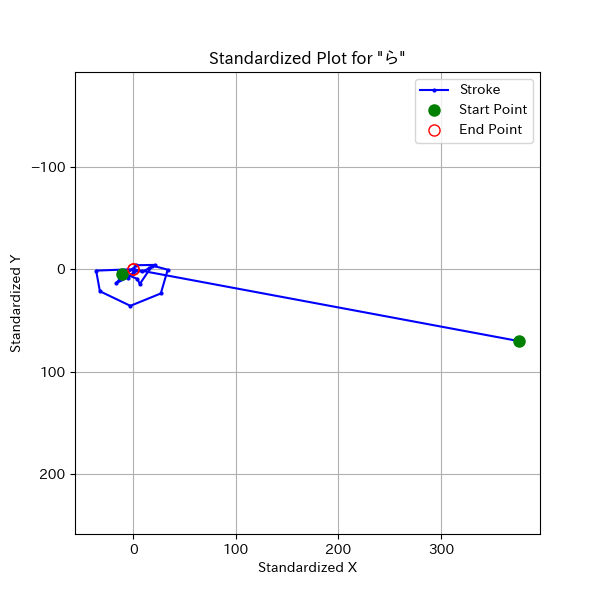 Standardized Plot for "ら"
Stroke
Start Point
End Point
−100
0
100
200
Standardized Y
0 100 200 300
Standardized X